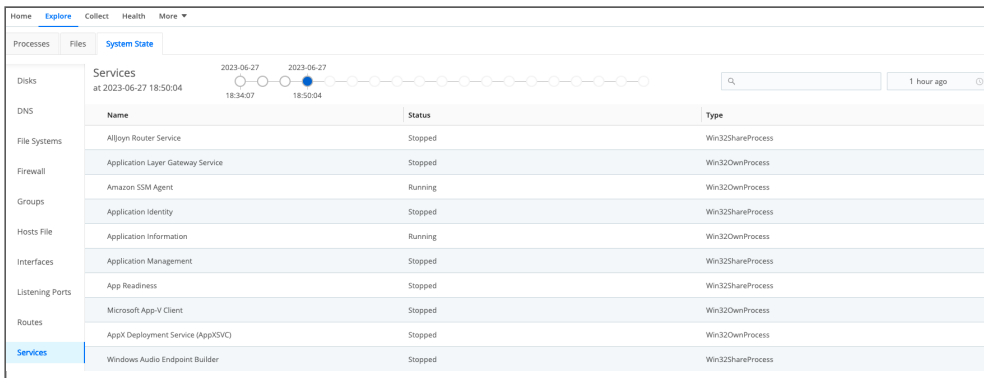 Home Explore Collect Health More ▼
Processes Files System State
Disks
DNS
File Systems
Firewall
Groups
Hosts File
Interfaces
Listening Ports
Routes
Services
Services
at 2023-06-27 18:50:04
2023-06-27 2023-06-27
18:34:07 18:50:04
1 hour ago
Name Status Type
AllJoyn Router Service Stopped Win32ShareProcess
Application Layer Gateway Service Stopped Win32OwnProcess
Amazon SSM Agent Running Win32OwnProcess
Application Identity Stopped Win32ShareProcess
Application Information Running Win32OwnProcess
Application Management Stopped Win32ShareProcess
App Readiness Stopped Win32ShareProcess
Microsoft App-V Client Stopped Win32OwnProcess
AppX Deployment Service (AppXSVC) Stopped Win32OwnProcess
Windows Audio Endpoint Builder Stopped Win32ShareProcess